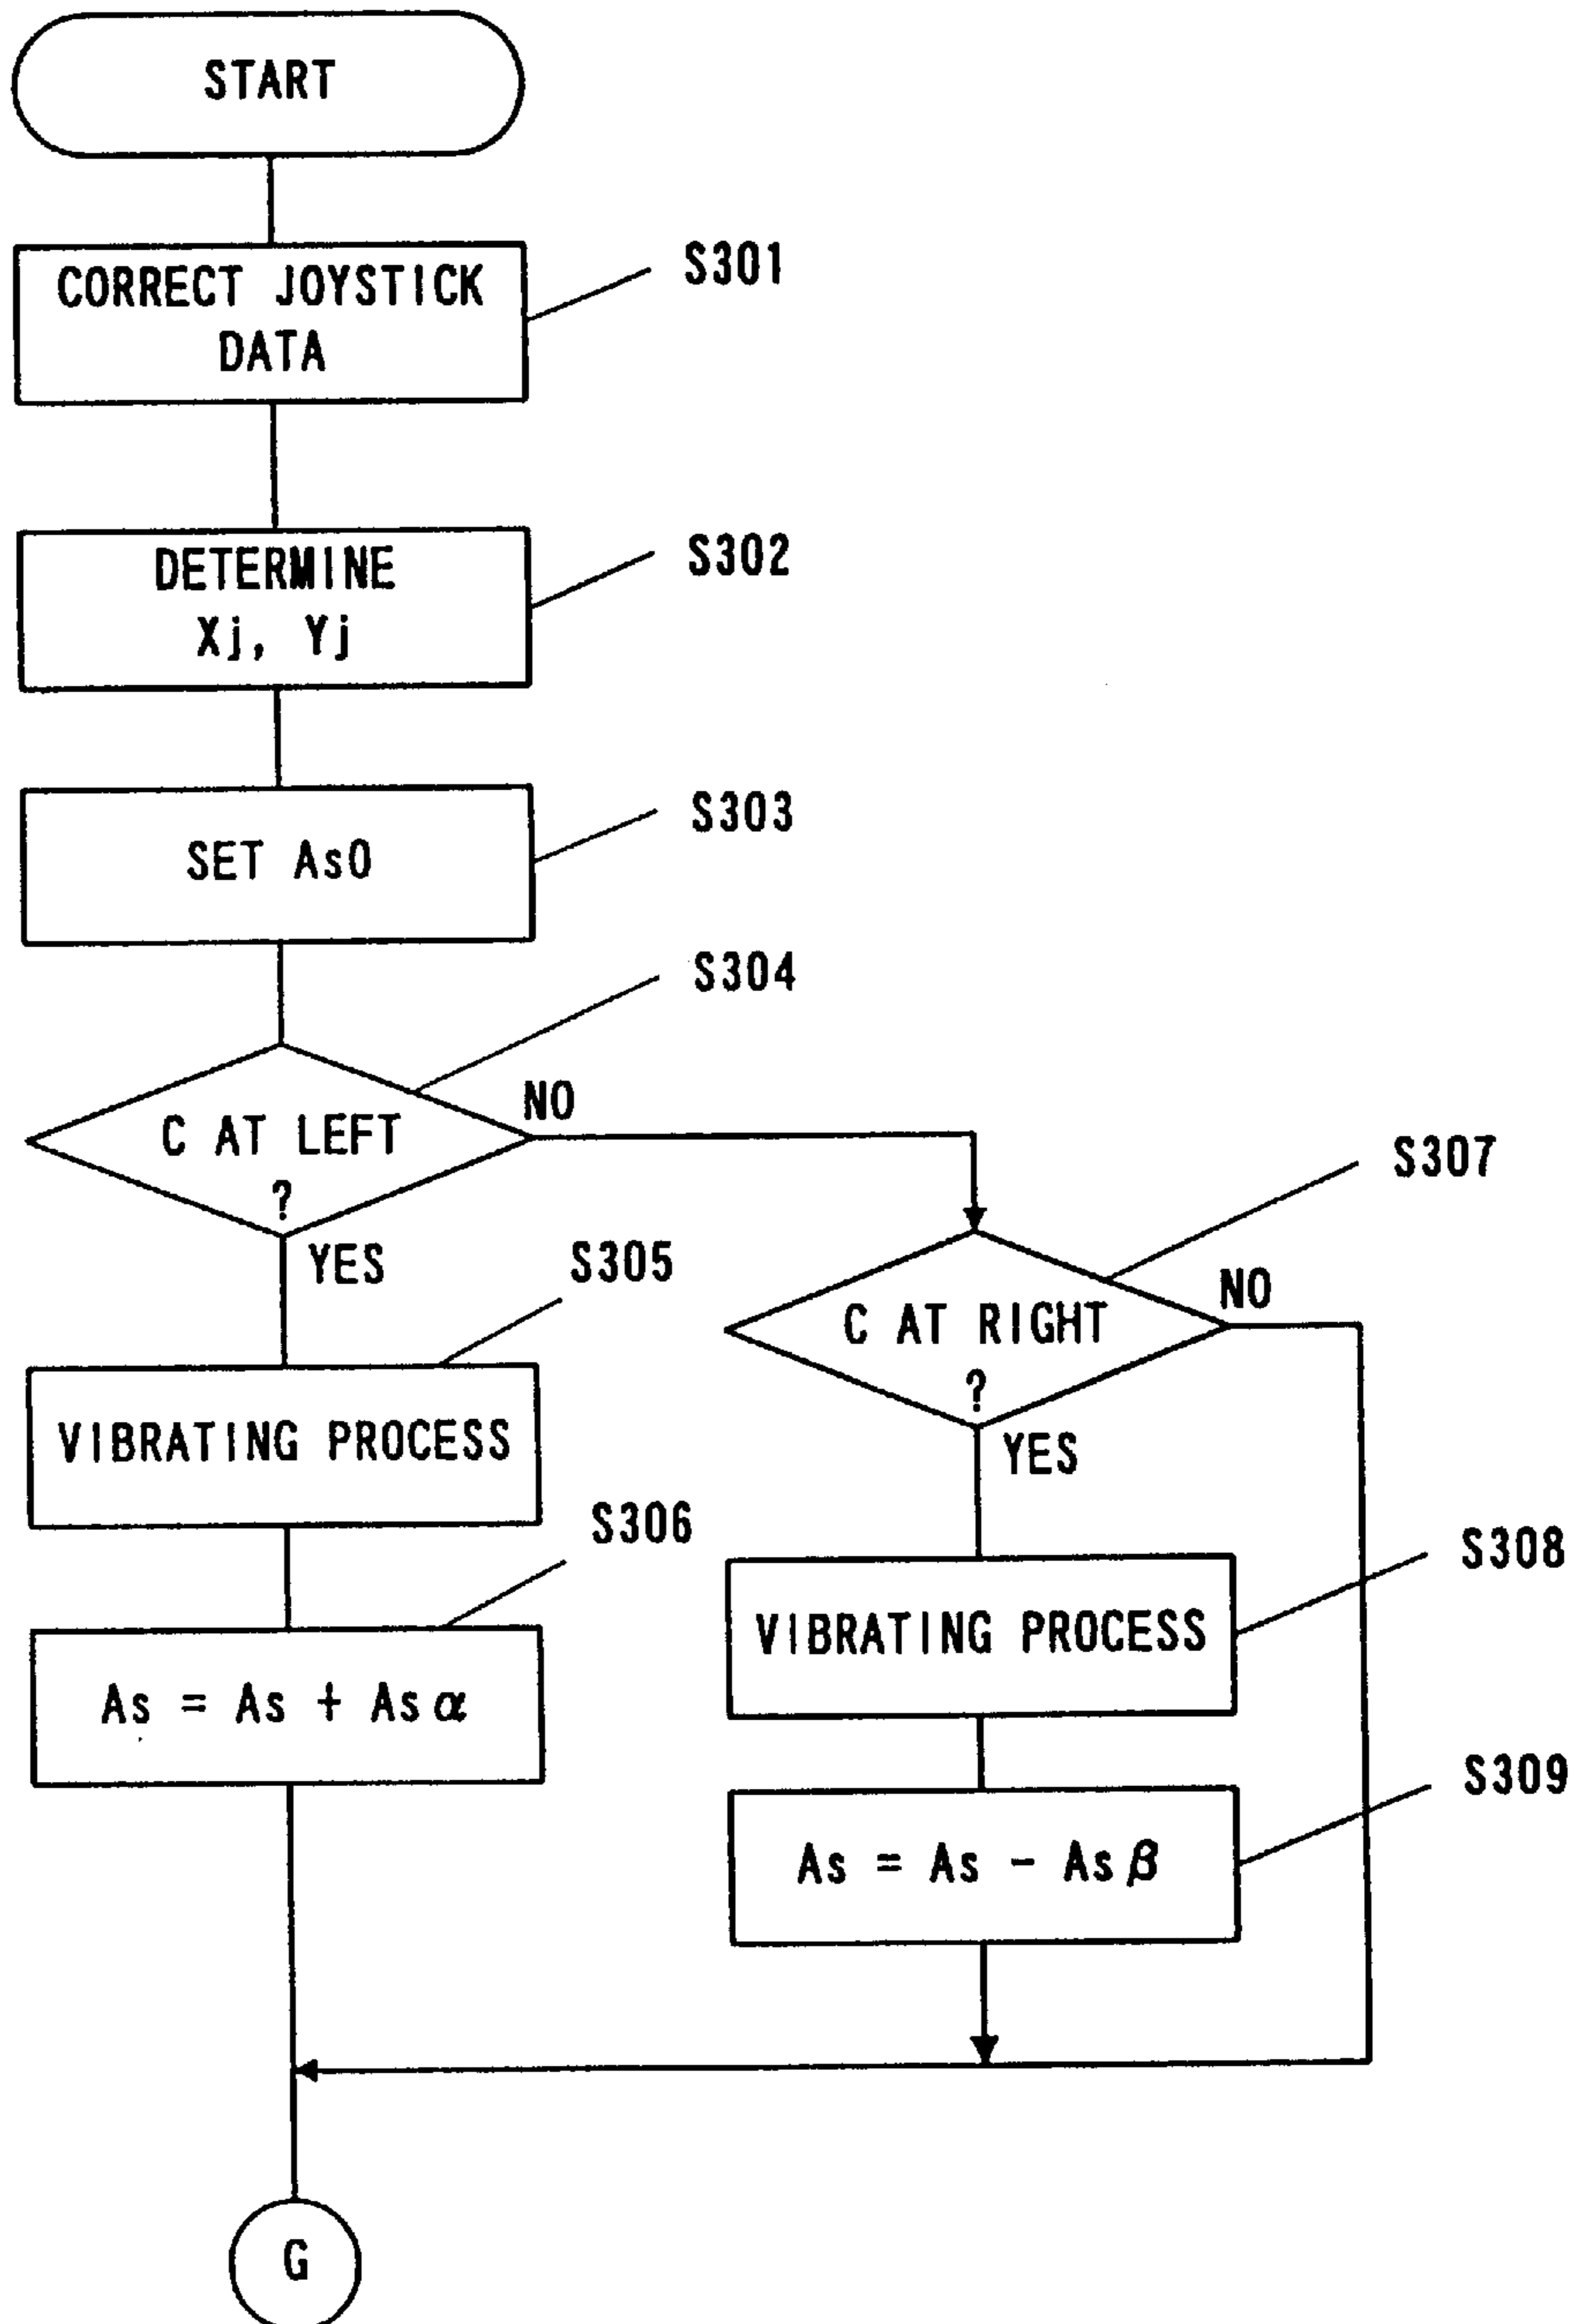 START
CORRECT JOYSTICK
DATA
S301
DETERMINE
Xj, Yj
S302
SET As0
S303
S304
C AT LEFT
?
NO
YES
S305
VIBRATING PROCESS
S306
As = As + Asα
S307
C AT RIGHT
?
NO
YES
S308
VIBRATING PROCESS
S309
As = As - Asβ
G